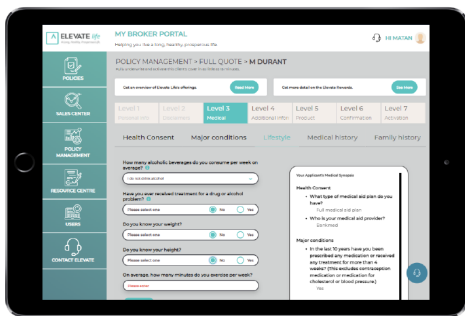 ELEVATE life
MY BROKER PORTAL
Helping you live a long, healthy, prosperous life
HI MATAN
POLICIES
SALES CENTER
POLICY
MANAGEMENT
RESOURCE CENTRE
USERS
CONTACT ELEVATE
POLICY MANAGEMENT > FULL QUOTE > M DURANT
Get an overview of Elevate Life's offerings.
Read More
Get more detail on the Elevate Rewards.
See More
Level 1
Level 2
Level 3
Medical
Level 4
Additional Infor
Level 5
Product
Level 6
Confirmation
Level 7
Activation
Health Consent
Major conditions
Lifestyle
Medical history
Family history
How many alcoholic beverages do you consume per week on
average?
Have you ever received treatment for a drug or alcohol
problem?
Please select one
No
Yes
Do you know your weight?
Please select one
No
Yes
Do you know your height?
Please select one
No
Yes
On average, how many minutes do you exercise per week?
Your Applicant's Medical Synopsis
Health Consent
What type of medical aid plan do you
have?
Full medical aid plan
Who is your medical aid provider?
Bankmed
Major conditions
In the last 10 years have you been
prescribed any medication or received
any treatment for more than 4
weeks? (This excludes contraception
medication or medication for
cholesterol or blood pressure)
Yes